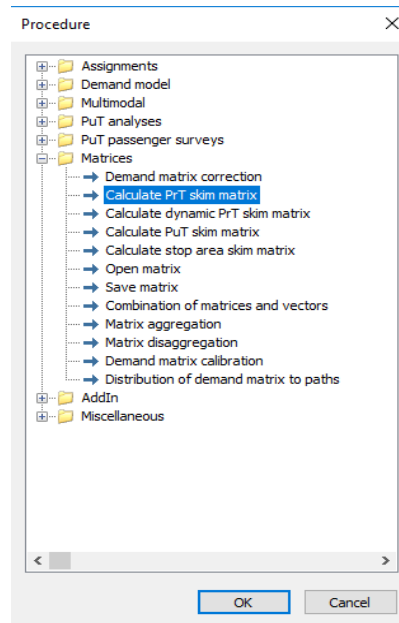 Procedure
Assignments
Demand model
Multimodal
PuT analyses
PuT passenger surveys
Matrices
Demand matrix correction
Calculate PrT skim matrix
Calculate dynamic PrT skim matrix
Calculate PuT skim matrix
Calculate stop area skim matrix
Open matrix
Save matrix
Combination of matrices and vectors
Matrix aggregation
Matrix disaggregation
Demand matrix calibration
Distribution of demand matrix to paths
AddIn
Miscellaneous
OK Cancel